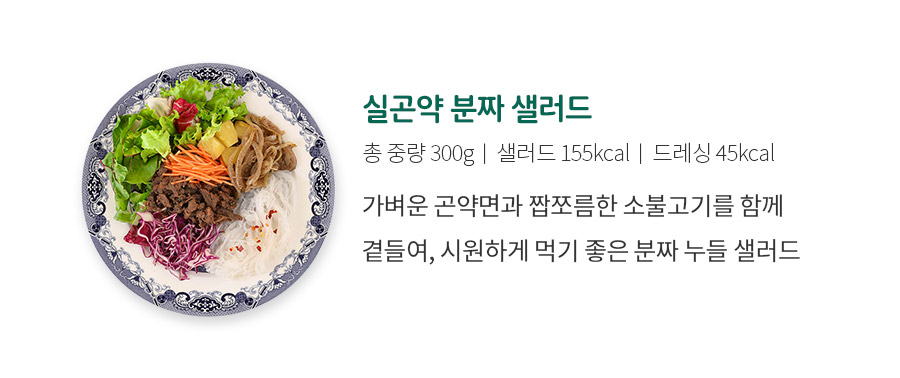 실곤약 분짜 샐러드
총 중량 300g | 샐러드 155kcal | 드레싱 45kcal
가벼운 곤약면과 짭쪼름한 소불고기를 함께
곁들여, 시원하게 먹기 좋은 분짜 누들 샐러드